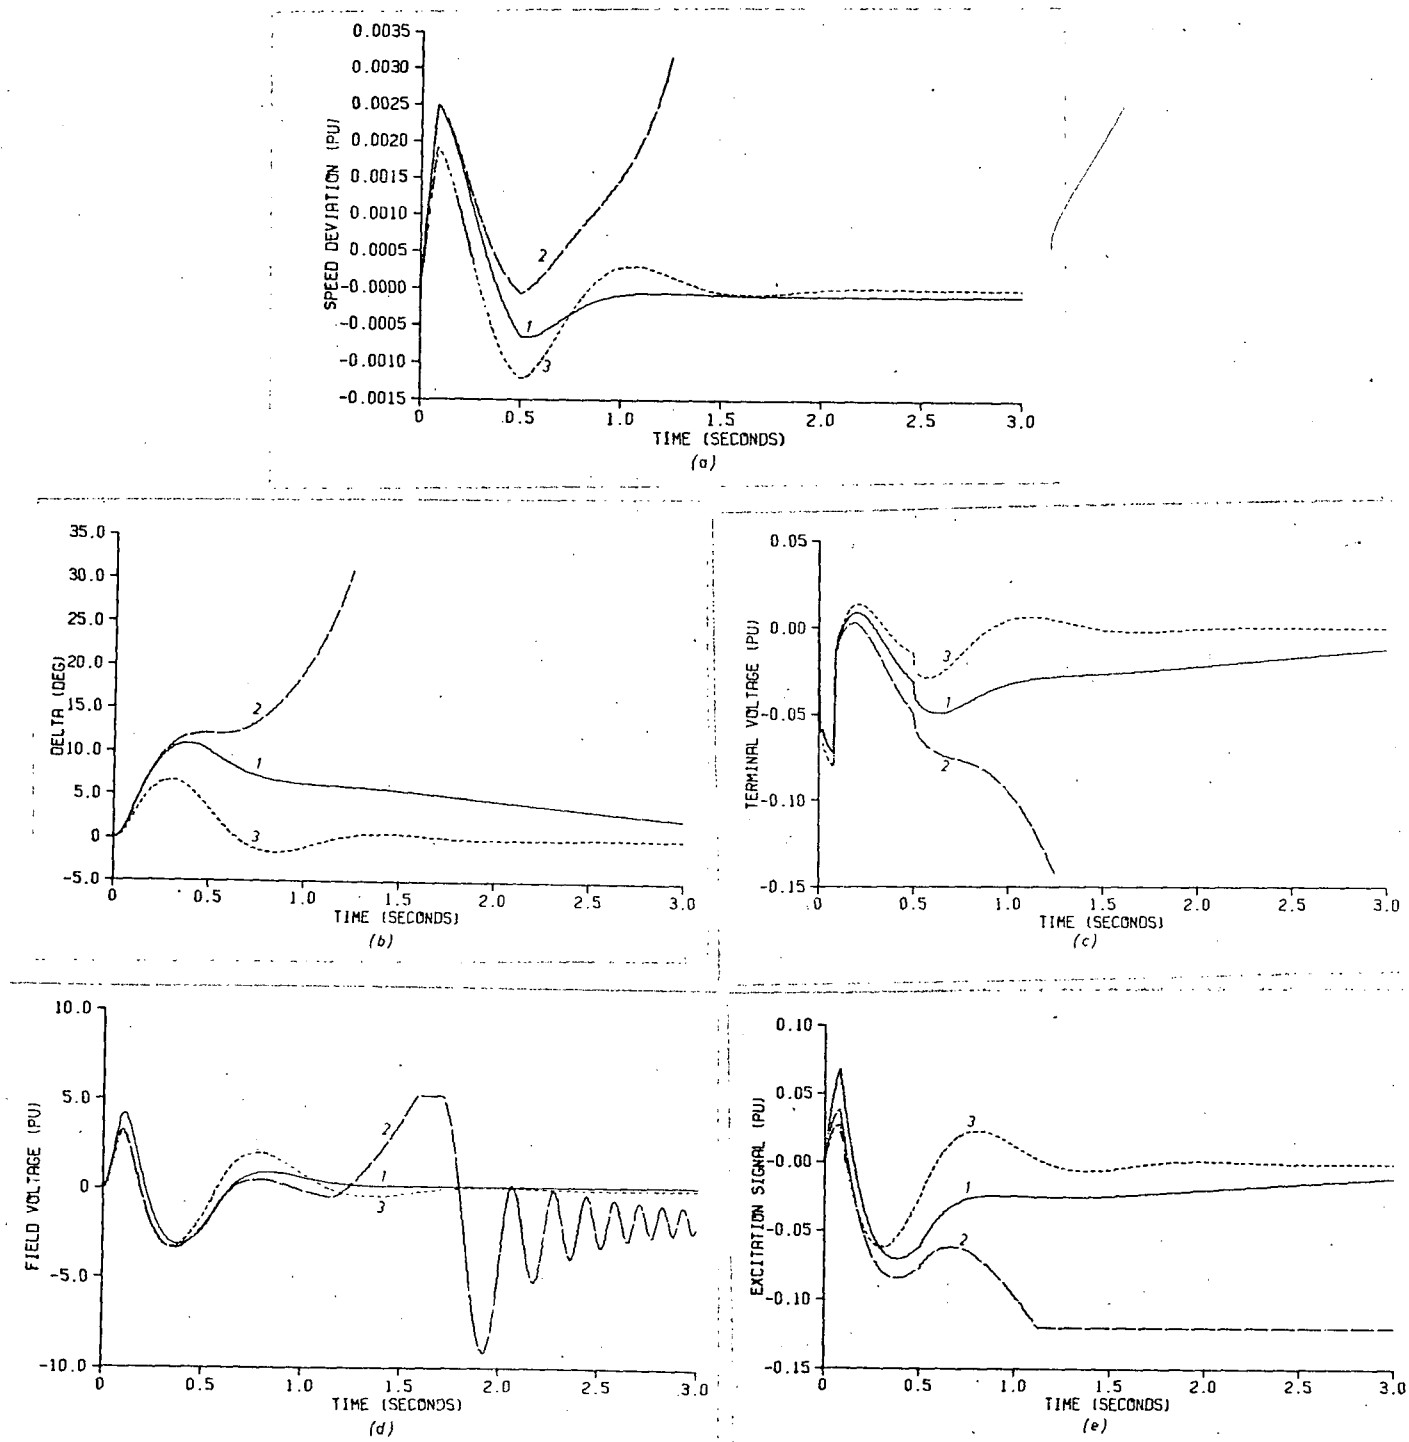 0.0035
0.0030
0.0025
0.0020
0.0015
0.0010
0.0005
-0.0000
-0.0005
-0.0010
-0.0015
SPEED DEVIATION (PU)
2
1
3
0 0.5 1.0 1.5 2.0 2.5 3.0
TIME (SECONDS)
(a)
35.0
30.0
25.0
20.0
15.0
10.0
5.0
0
-5.0
DELTA (DEG)
2
1
3
0 0.5 1.0 1.5 2.0 2.5 3.0
TIME (SECONDS)
(b)
0.05
0.00
-0.05
-0.10
-0.15
TERMINAL VOLTAGE (PU)
3
1
2
0 0.5 1.0 1.5 2.0 2.5 3.0
TIME (SECONDS)
(c)
10.0
5.0
0
-5.0
-10.0
FIELD VOLTAGE (PU)
2
1
3
0 0.5 1.0 1.5 2.0 2.5 3.0
TIME (SECONDS)
(d)
0.10
0.05
-0.00
-0.05
-0.10
-0.15
EXCITATION SIGNAL (PU)
3
1
2
0 0.5 1.0 1.5 2.0 2.5 3.0
TIME (SECONDS)
(e)